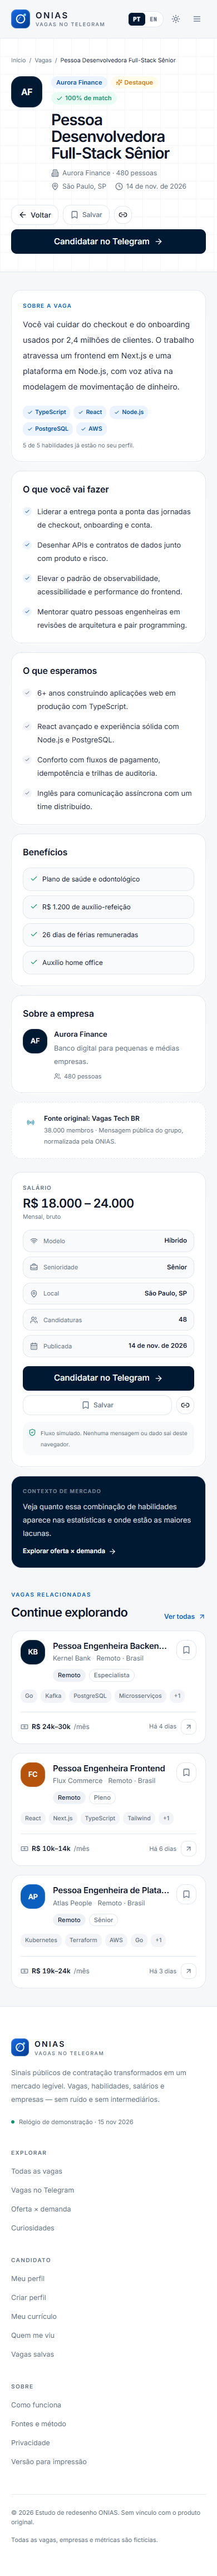 ONIAS
VAGAS NO TELEGRAM
PT EN
Início / Vagas / Pessoa Desenvolvedora Full-Stack Sênior
AF
Aurora Finance
Destaque
100% de match
Pessoa
Desenvolvedora
Full-Stack Sênior
Aurora Finance · 480 pessoas
São Paulo, SP
14 de nov. de 2026
Voltar
Salvar
Candidatar no Telegram
SOBRE A VAGA
Você vai cuidar do checkout e do onboarding
usados por 2,4 milhões de clientes. O trabalho
atravessa um frontend em Next.js e uma
plataforma em Node.js, com voz ativa na
modelagem de movimentação de dinheiro.
TypeScript
React
Node.js
PostgreSQL
AWS
5 de 5 habilidades já estão no seu perfil.
O que você vai fazer
Liderar a entrega ponta a ponta das jornadas
de checkout, onboarding e conta.
Desenhar APIs e contratos de dados junto
com produto e risco.
Elevar o padrão de observabilidade,
acessibilidade e performance do frontend.
Mentorar quatro pessoas engenheiras em
revisões de arquitetura e pair programming.
O que esperamos
6+ anos construindo aplicações web em
produção com TypeScript.
React avançado e experiência sólida com
Node.js e PostgreSQL.
Conforto com fluxos de pagamento,
idempotência e trilhas de auditoria.
Inglês para comunicação assíncrona com um
time distribuído.
Benefícios
Plano de saúde e odontológico
R$ 1.200 de auxílio-refeição
26 dias de férias remuneradas
Auxílio home office
Sobre a empresa
AF
Aurora Finance
Banco digital para pequenas e médias
empresas.
480 pessoas
Fonte original: Vagas Tech BR
38.000 membros · Mensagem pública do grupo,
normalizada pela ONIAS.
SALÁRIO
R$ 18.000 – 24.000
Mensal, bruto
Modelo Híbrido
Senioridade Sênior
Local São Paulo, SP
Candidaturas 48
Publicada 14 de nov. de 2026
Candidatar no Telegram
Salvar
Fluxo simulado. Nenhuma mensagem ou dado sai deste
navegador.
CONTEXTO DE MERCADO
Veja quanto essa combinação de habilidades
aparece nas estatísticas e onde estão as maiores
lacunas.
Explorar oferta × demanda
VAGAS RELACIONADAS
Continue explorando
Ver todas
KB
Pessoa Engenheira Backen...
Kernel Bank · Remoto · Brasil
Remoto
Especialista
Go Kafka PostgreSQL Microsserviços +1
R$ 24k–30k /mês
Há 4 dias
FC
Pessoa Engenheira Frontend
Flux Commerce · Remoto · Brasil
Remoto
Pleno
React Next.js TypeScript Tailwind +1
R$ 10k–14k /mês
Há 6 dias
AP
Pessoa Engenheira de Plata...
Atlas People · Remoto · Brasil
Remoto
Sênior
Kubernetes Terraform AWS Go +1
R$ 19k–24k /mês
Há 3 dias
ONIAS
VAGAS NO TELEGRAM
Sinais públicos de contratação transformados em um
mercado legível. Vagas, habilidades, salários e
empresas — sem ruído e sem intermediários.
Relógio de demonstração · 15 nov 2026
EXPLORAR
Todas as vagas
Vagas no Telegram
Oferta × demanda
Curiosidades
CANDIDATO
Meu perfil
Criar perfil
Meu currículo
Quem me viu
Vagas salvas
SOBRE
Como funciona
Fontes e método
Privacidade
Versão para impressão
© 2026 Estudo de redesenho ONIAS. Sem vínculo com o produto
original.
Todas as vagas, empresas e métricas são fictícias.